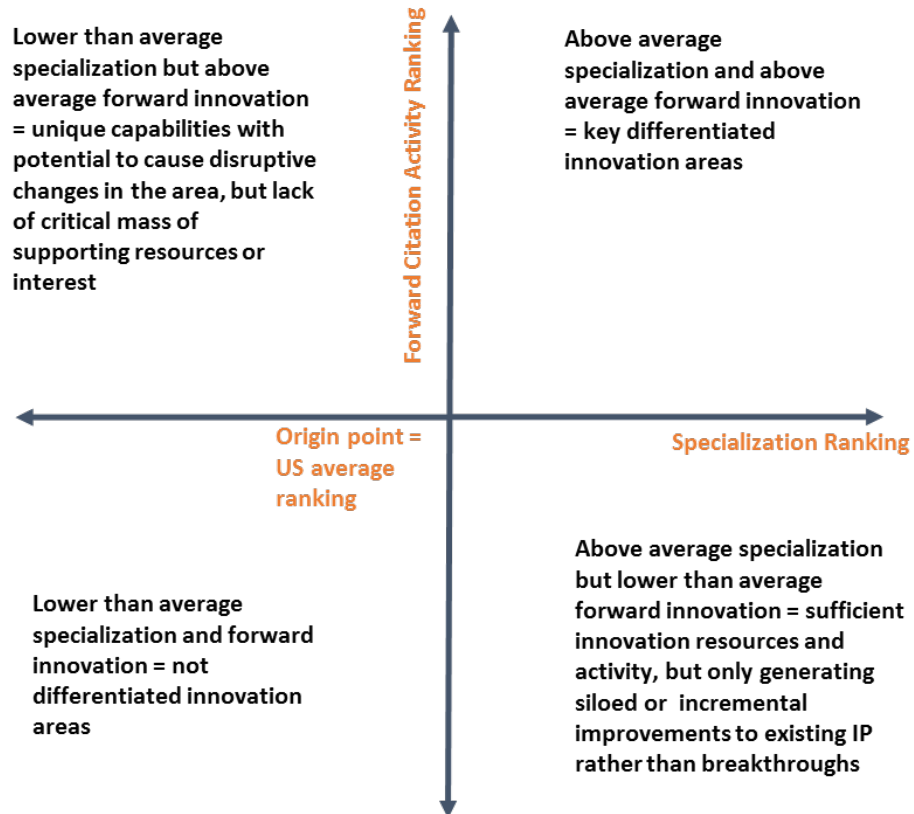 Lower than average
specialization but above
average forward innovation
= unique capabilities with
potential to cause disruptive
changes in the area, but lack
of critical mass of
supporting resources or
interest
Forward Citation Activity Ranking
Above average
specialization and above
average forward innovation
= key differentiated
innovation areas
Origin point =
US average
ranking
Specialization Ranking
Lower than average
specialization and forward
innovation = not
differentiated innovation
areas
Above average specialization
but lower than average
forward innovation = sufficient
innovation resources and
activity, but only generating
siloed or incremental
improvements to existing IP
rather than breakthroughs